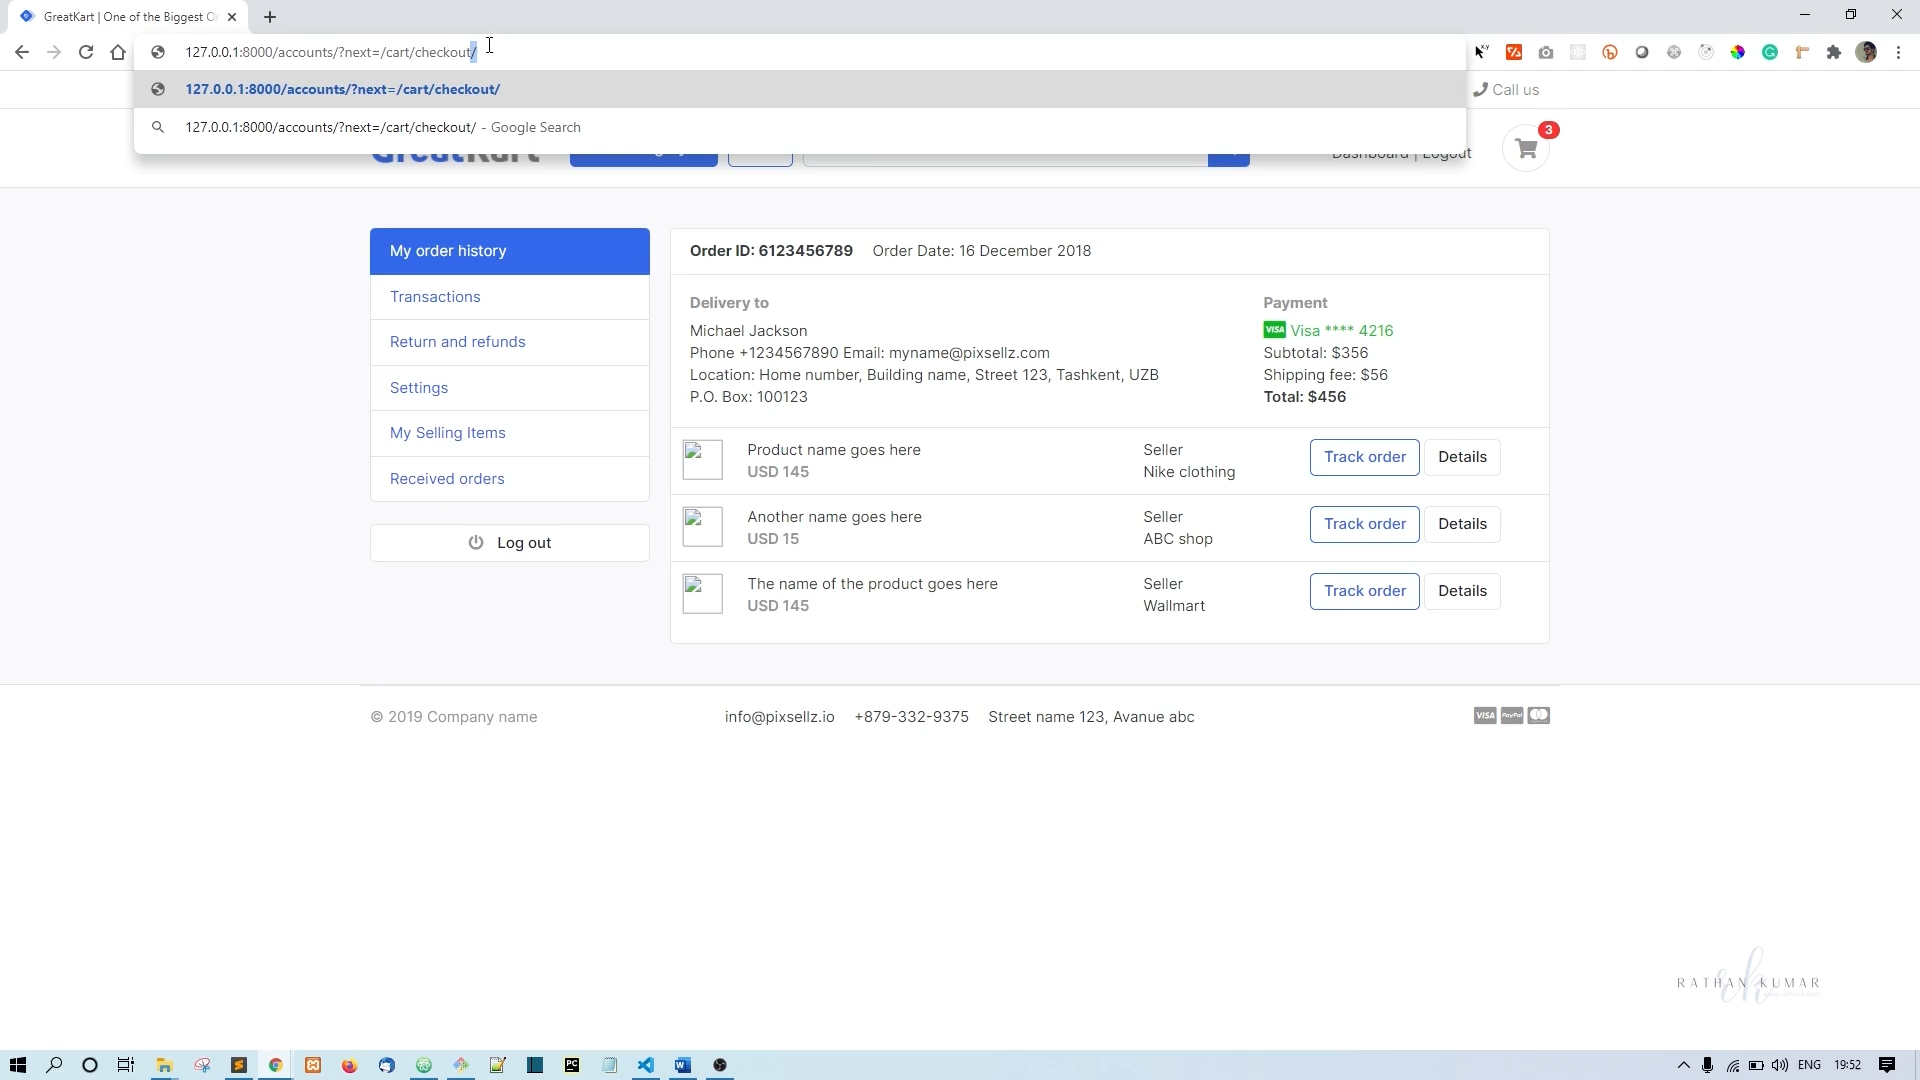 GreatKart | One of the Biggest O
127.0.0.1:8000/accounts/?next=/cart/checkout/
127.0.0.1:8000/accounts/?next=/cart/checkout/
127.0.0.1:8000/accounts/?next=/cart/checkout/ - Google Search
Call us
GreatKart
Dashboard | Logout
3
My order history
Transactions
Return and refunds
Settings
My Selling Items
Received orders
Log out
Order ID: 6123456789 Order Date: 16 December 2018
Delivery to
Michael Jackson
Phone +1234567890 Email: myname@pixsellz.com
Location: Home number, Building name, Street 123, Tashkent, UZB
P.O. Box: 100123
Payment
VISA Visa **** 4216
Subtotal: $356
Shipping fee: $56
Total: $456
Product name goes here
USD 145
Seller
Nike clothing
Track order Details
Another name goes here
USD 15
Seller
ABC shop
Track order Details
The name of the product goes here
USD 145
Seller
Wallmart
Track order Details
© 2019 Company name info@pixsellz.io +879-332-9375 Street name 123, Avanue abc VISA PayPal
RATHAN KUMAR
ENG 19:52